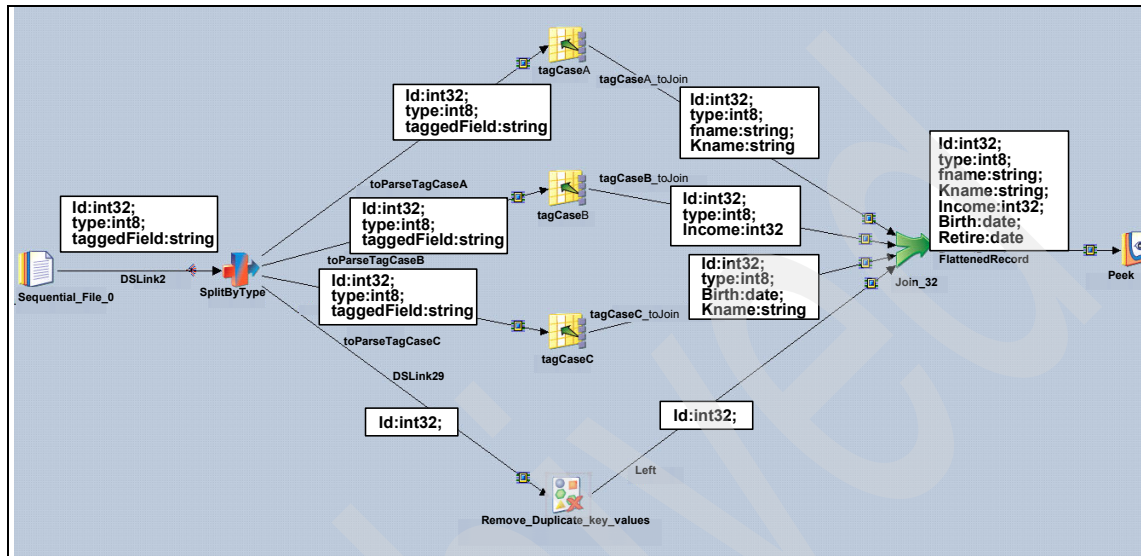 tagCaseA
tagCaseA_toJoin
Id:int32;
type:int8;
taggedField:string
Id:int32;
type:int8;
fname:string;
Kname:string
Id:int32;
type:int8;
fname:string;
Kname:string;
Income:int32;
Birth:date;
Retire:date
toParseTagCaseA
tagCaseB_toJoin
tagCaseB
Id:int32;
type:int8;
taggedField:string
Id:int32;
type:int8;
taggedField:string
Id:int32;
type:int8;
Income:int32
toParseTagCaseB
DSLink2
Sequential_File_0
SplitByType
FlattenedRecord
Join_32
Peek
Id:int32;
type:int8;
taggedField:string
Id:int32;
type:int8;
Birth:date;
Kname:string
tagCaseC_toJoin
toParseTagCaseC
tagCaseC
DSLink29
Id:int32;
Id:int32;
Left
Remove_Duplicate_key_values